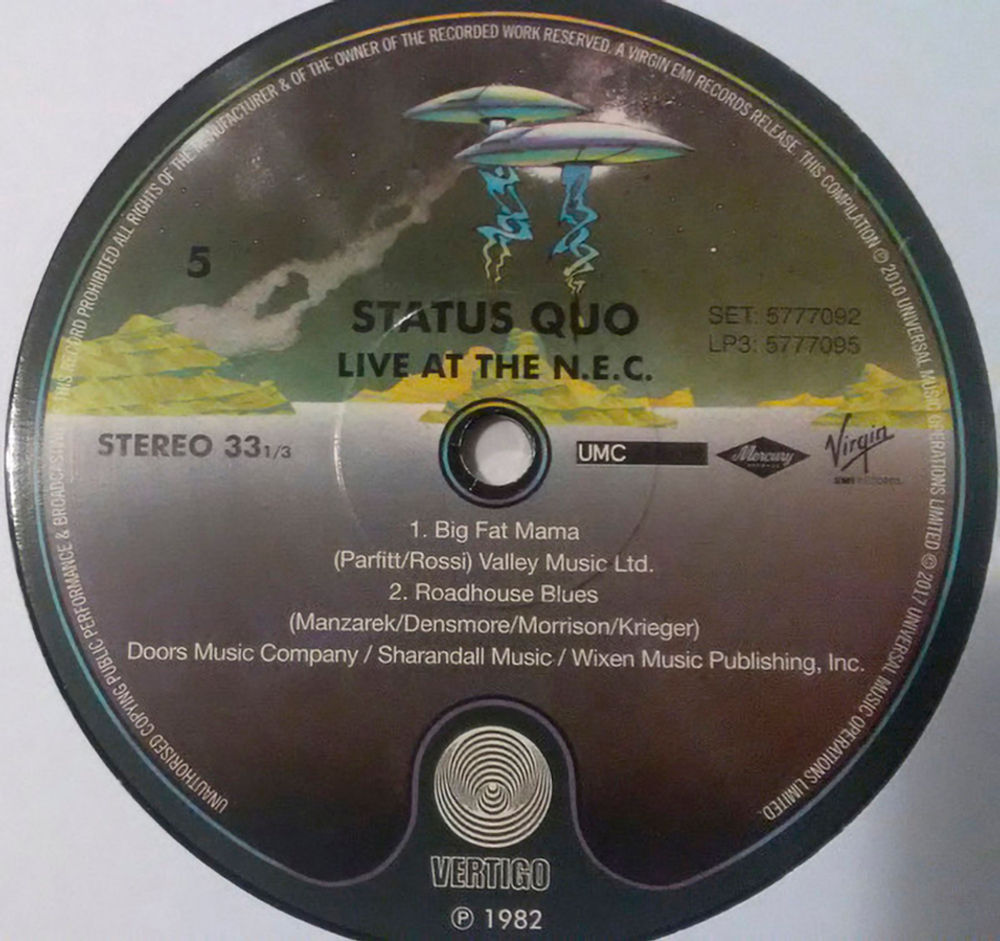 UNAUTHORISED COPYING PUBLIC PERFORMANCE & BROADCASTING THIS RECORD PROHIBITED ALL RIGHTS OF THE MANUFACTURER & OF THE OWNER OF THE RECORDED WORK RESERVED. A VIRGIN EMI RECORDS RELEASE. THIS COMPILATION ℗ 2010 UNIVERSAL MUSIC OPERATIONS LIMITED © 2017 UNIVERSAL MUSIC OPERATIONS LIMITED.
5
STATUS QUO
LIVE AT THE N.E.C.
SET: 5777092
LP3: 5777095
STEREO 33 1/3
UMC
Mercury
RECORDS
Virgin
EMI RECORDS
1. Big Fat Mama
(Parfitt/Rossi) Valley Music Ltd.
2. Roadhouse Blues
(Manzarek/Densmore/Morrison/Krieger)
Doors Music Company / Sharandall Music / Wixen Music Publishing, Inc.
VERTIGO
℗ 1982